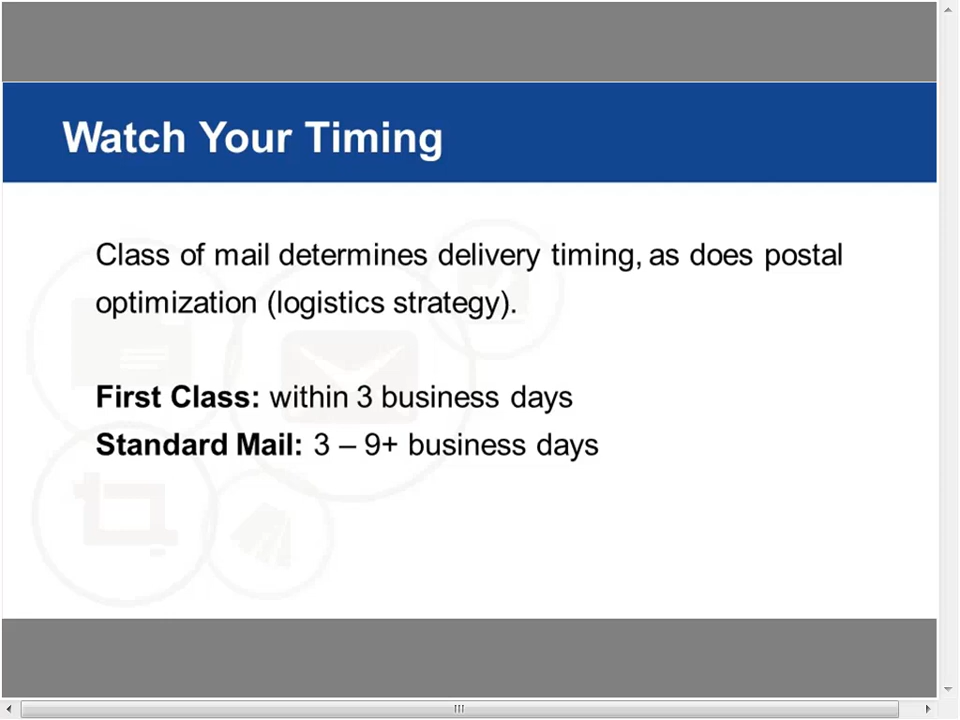 Watch Your Timing
Class of mail determines delivery timing, as does postal
optimization (logistics strategy).
First Class: within 3 business days
Standard Mail: 3 – 9+ business days